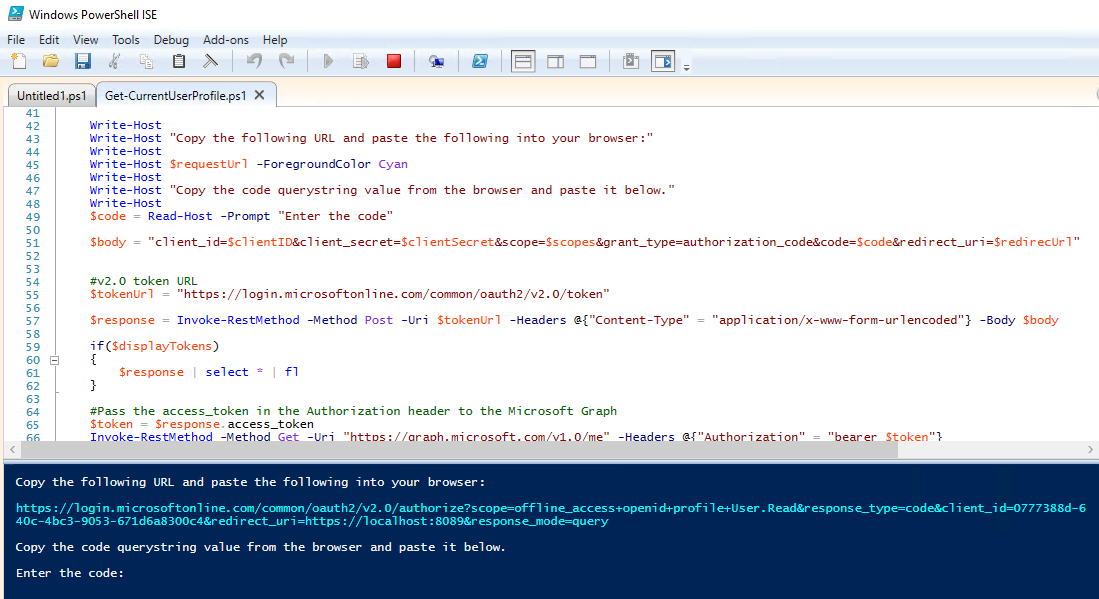 Windows PowerShell ISE
File Edit View Tools Debug Add-ons Help
Untitled1.ps1 Get-CurrentUserProfile.ps1 X
41
42 Write-Host
43 Write-Host "Copy the following URL and paste the following into your browser:"
44 Write-Host
45 Write-Host $requestUrl -ForegroundColor Cyan
46 Write-Host
47 Write-Host "Copy the code querystring value from the browser and paste it below."
48 Write-Host
49 $code = Read-Host -Prompt "Enter the code"
50
51 $body = "client_id=$clientID&client_secret=$clientSecret&scope=$scopes&grant_type=authorization_code&code=$code&redirect_uri=$redirecUrl"
52
53
54 #v2.0 token URL
55 $tokenUrl = "https://login.microsoftonline.com/common/oauth2/v2.0/token"
56
57 $response = Invoke-RestMethod -Method Post -Uri $tokenUrl -Headers @{"Content-Type" = "application/x-www-form-urlencoded"} -Body $body
58
59 if($displayTokens)
60 {
61 $response | select * | fl
62 }
63
64 #Pass the access_token in the Authorization header to the Microsoft Graph
65 $token = $response.access_token
66 Invoke-RestMethod -Method Get -Uri "https://graph.microsoft.com/v1.0/me" -Headers @{"Authorization" = "bearer $token"}
Copy the following URL and paste the following into your browser:
https://login.microsoftonline.com/common/oauth2/v2.0/authorize?scope=offline_access+openid+profile+User.Read&response_type=code&client_id=0777388d-6
40c-4bc3-9053-671d6a8300c4&redirect_uri=https://localhost:8089&response_mode=query
Copy the code querystring value from the browser and paste it below.
Enter the code: